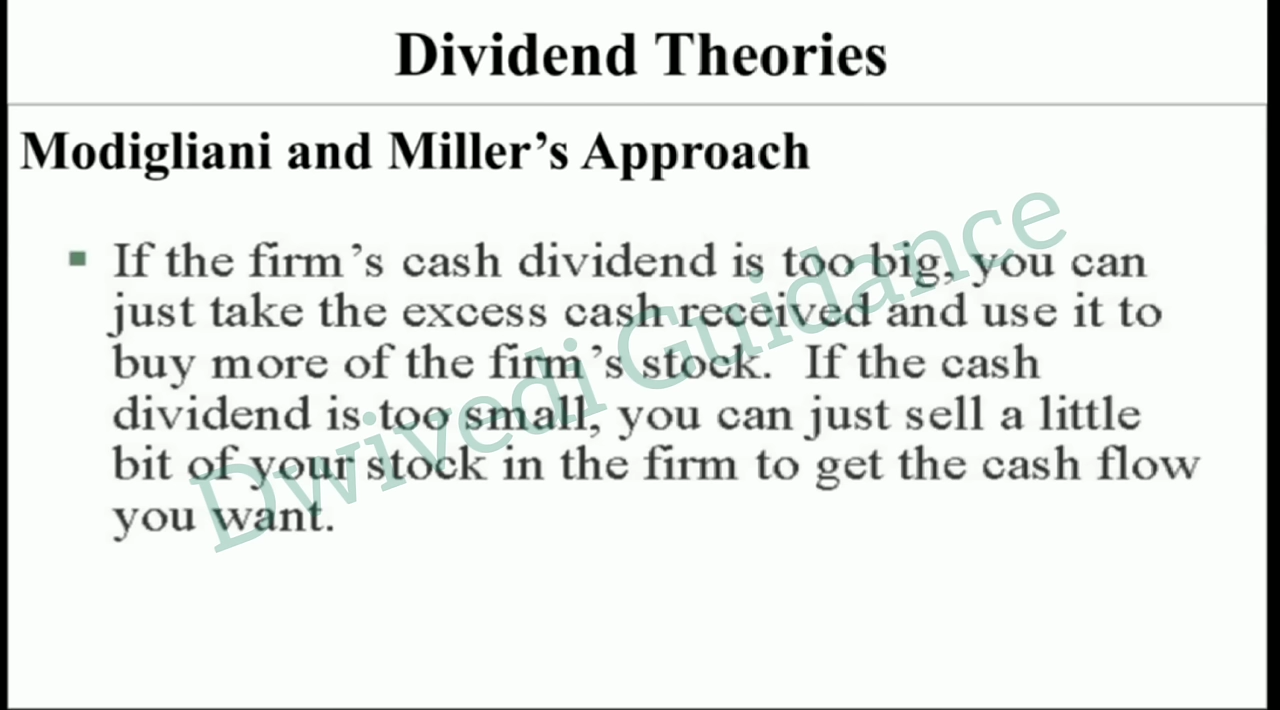 Dividend Theories
Modigliani and Miller's Approach
▪ If the firm's cash dividend is too big, you can
just take the excess cash received and use it to
buy more of the firm's stock. If the cash
dividend is too small, you can just sell a little
bit of your stock in the firm to get the cash flow
you want.
Dwivedi Guidance